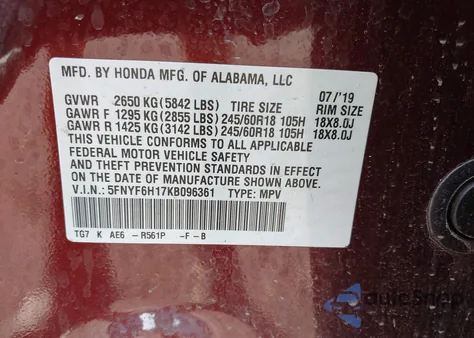 MFD. BY HONDA MFG. OF ALABAMA, LLC 07/'19
GVWR 2650 KG(5842 LBS) TIRE SIZE RIM SIZE
GAWR F 1295 KG(2855 LBS)245/60R18 105H 18X8.0J
GAWR R 1425 KG(3142 LBS)245/60R18 105H 18X8.0J
THIS VEHICLE CONFORMS TO ALL APPLICABLE
FEDERAL MOTOR VEHICLE SAFETY
AND THEFT PREVENTION STANDARDS IN EFFECT
ON THE DATE OF MANUFACTURE SHOWN ABOVE.
V.I.N.: 5FNYF6H17KB096361 TYPE: MPV
TG7 K AE6 -R561P -F-B
AutoSnap